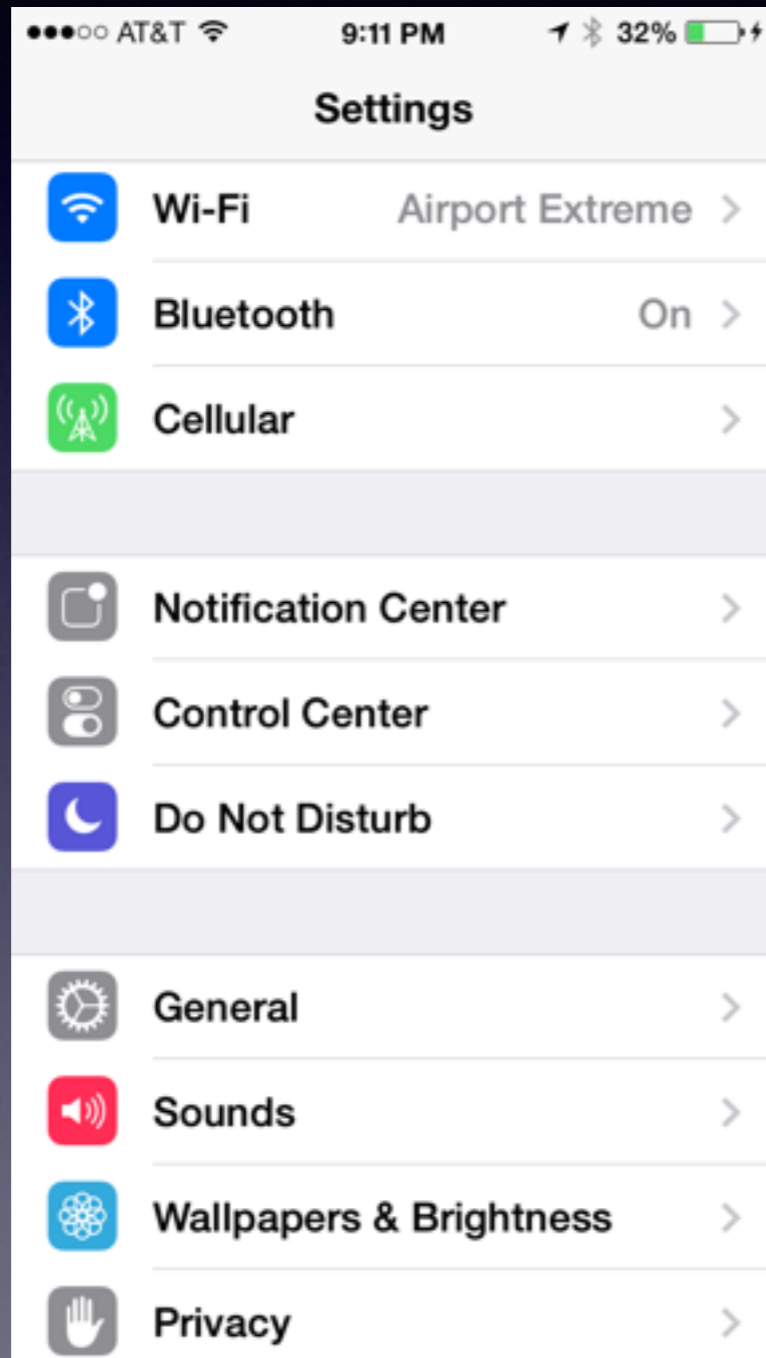 AT&T 9:11 PM 32%
Settings
Wi-Fi Airport Extreme
Bluetooth On
Cellular
Notification Center
Control Center
Do Not Disturb
General
Sounds
Wallpapers & Brightness
Privacy